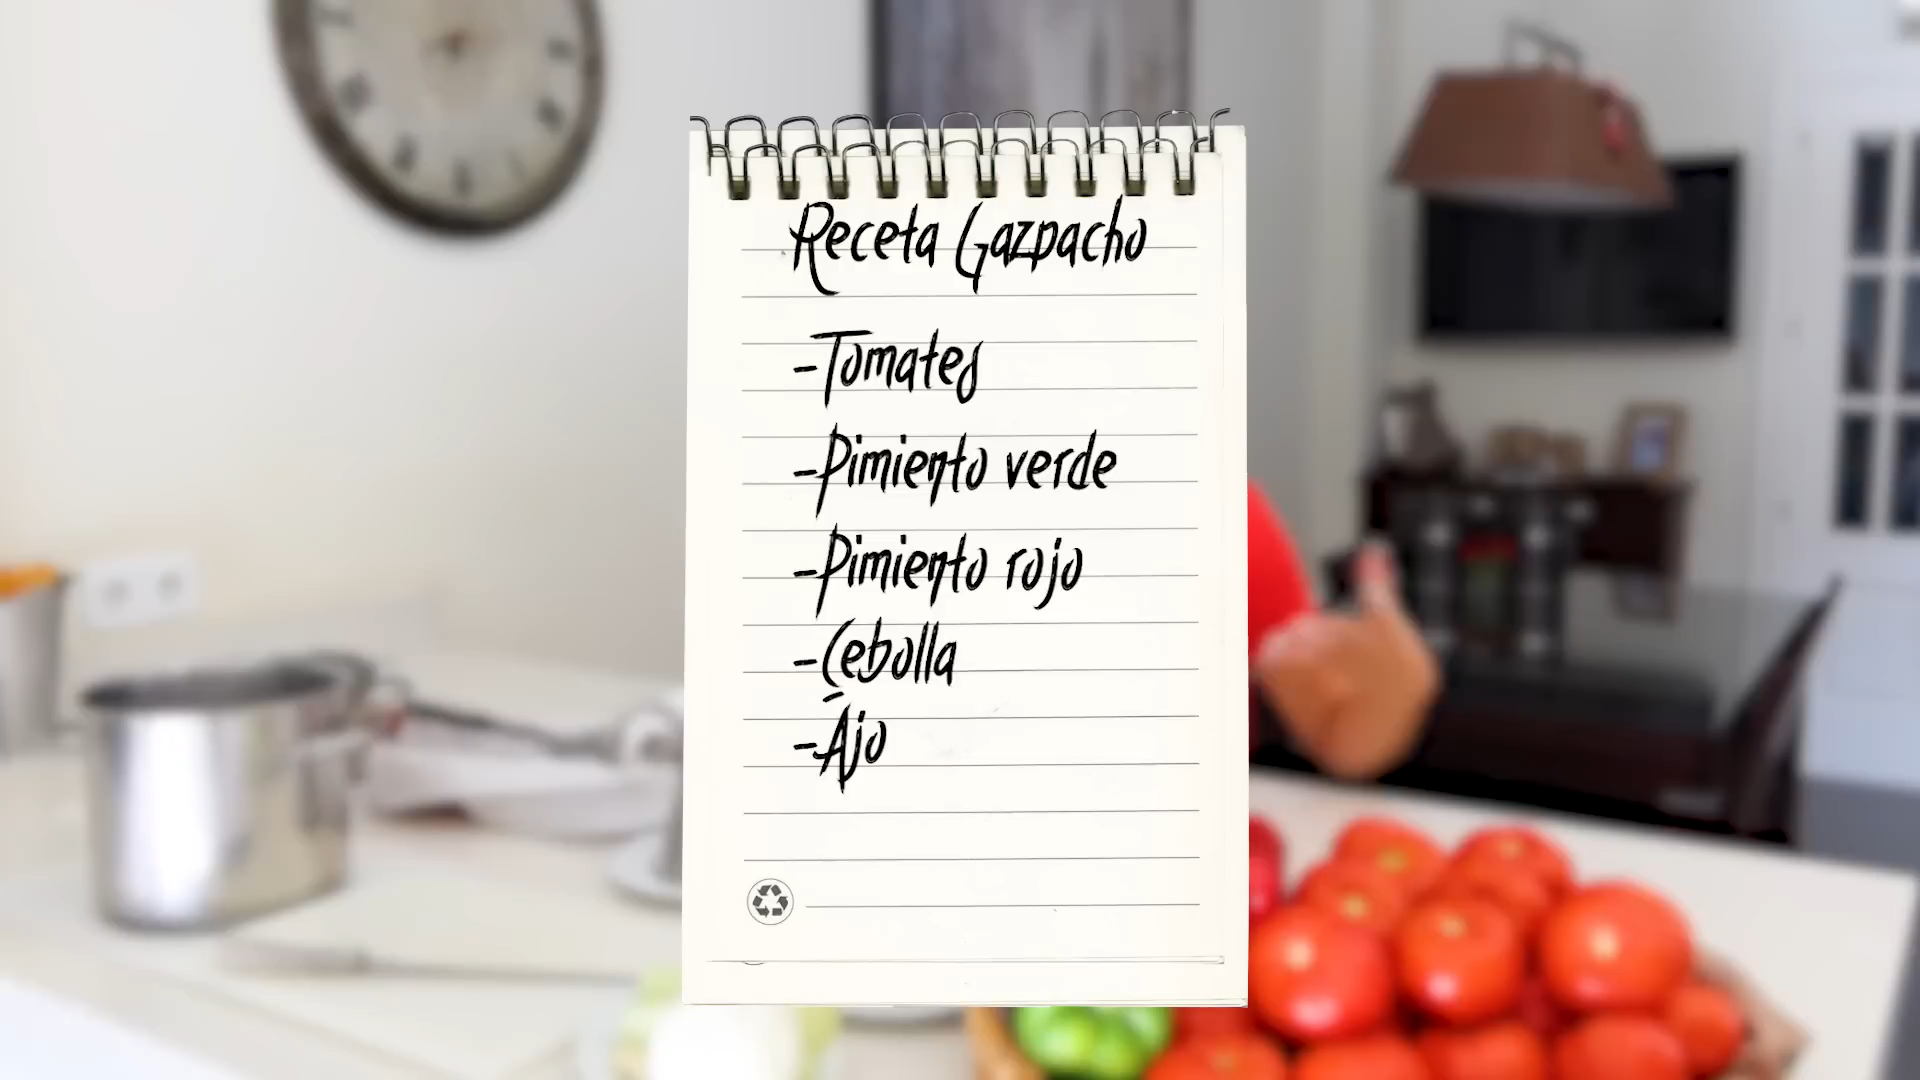 Receta Gazpacho
-Tomates
-Pimiento verde
-Pimiento rojo
-Cebolla
-Ajo